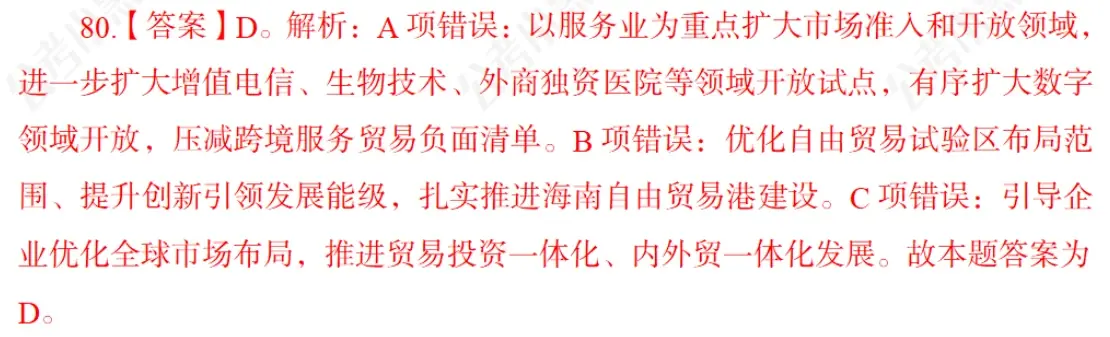 80.【答案】D。解析：A 项错误：以服务业为重点扩大市场准入和开放领域，
进一步扩大增值电信、生物技术、外商独资医院等领域开放试点，有序扩大数字
领域开放，压减跨境服务贸易负面清单。B 项错误：优化自由贸易试验区布局范
围、提升创新引领发展能级，扎实推进海南自由贸易港建设。C 项错误：引导企
业优化全球市场布局，推进贸易投资一体化、内外贸一体化发展。故本题答案为
D。